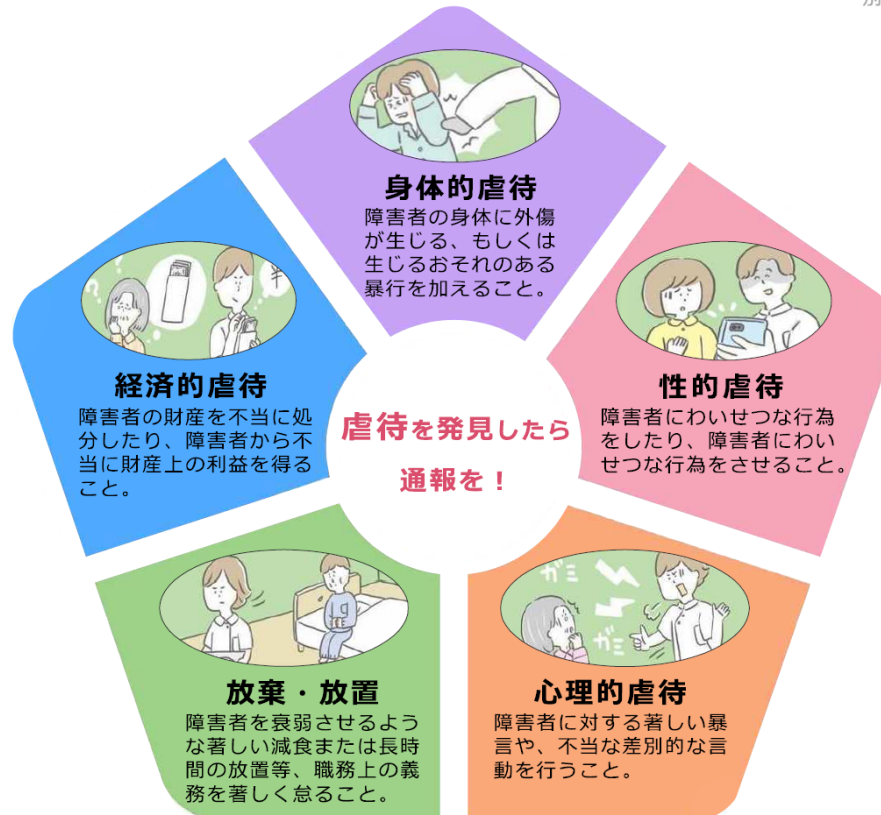 別
身体的虐待
障害者の身体に外傷
が生じる、もしくは
生じるおそれのある
暴行を加えること。
経済的虐待
障害者の財産を不当に処
分したり、障害者から不
当に財産上の利益を得る
こと。
性的虐待
障害者にわいせつな行為
をしたり、障害者にわい
せつな行為をさせること。
虐待を発見したら
通報を！
放棄・放置
障害者を衰弱させるよう
な著しい減食または長時
間の放置等、職務上の義
務を著しく怠ること。
ガミ
ガミ
心理的虐待
障害者に対する著しい暴
言や、不当な差別的な言
動を行うこと。